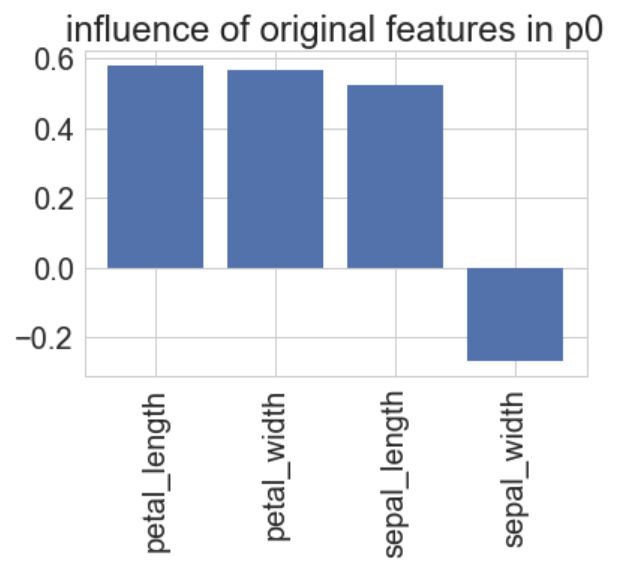 influence of original features in p0
0.6
0.4
0.2
0.0
−0.2
petal_length
petal_width
sepal_length
sepal_width